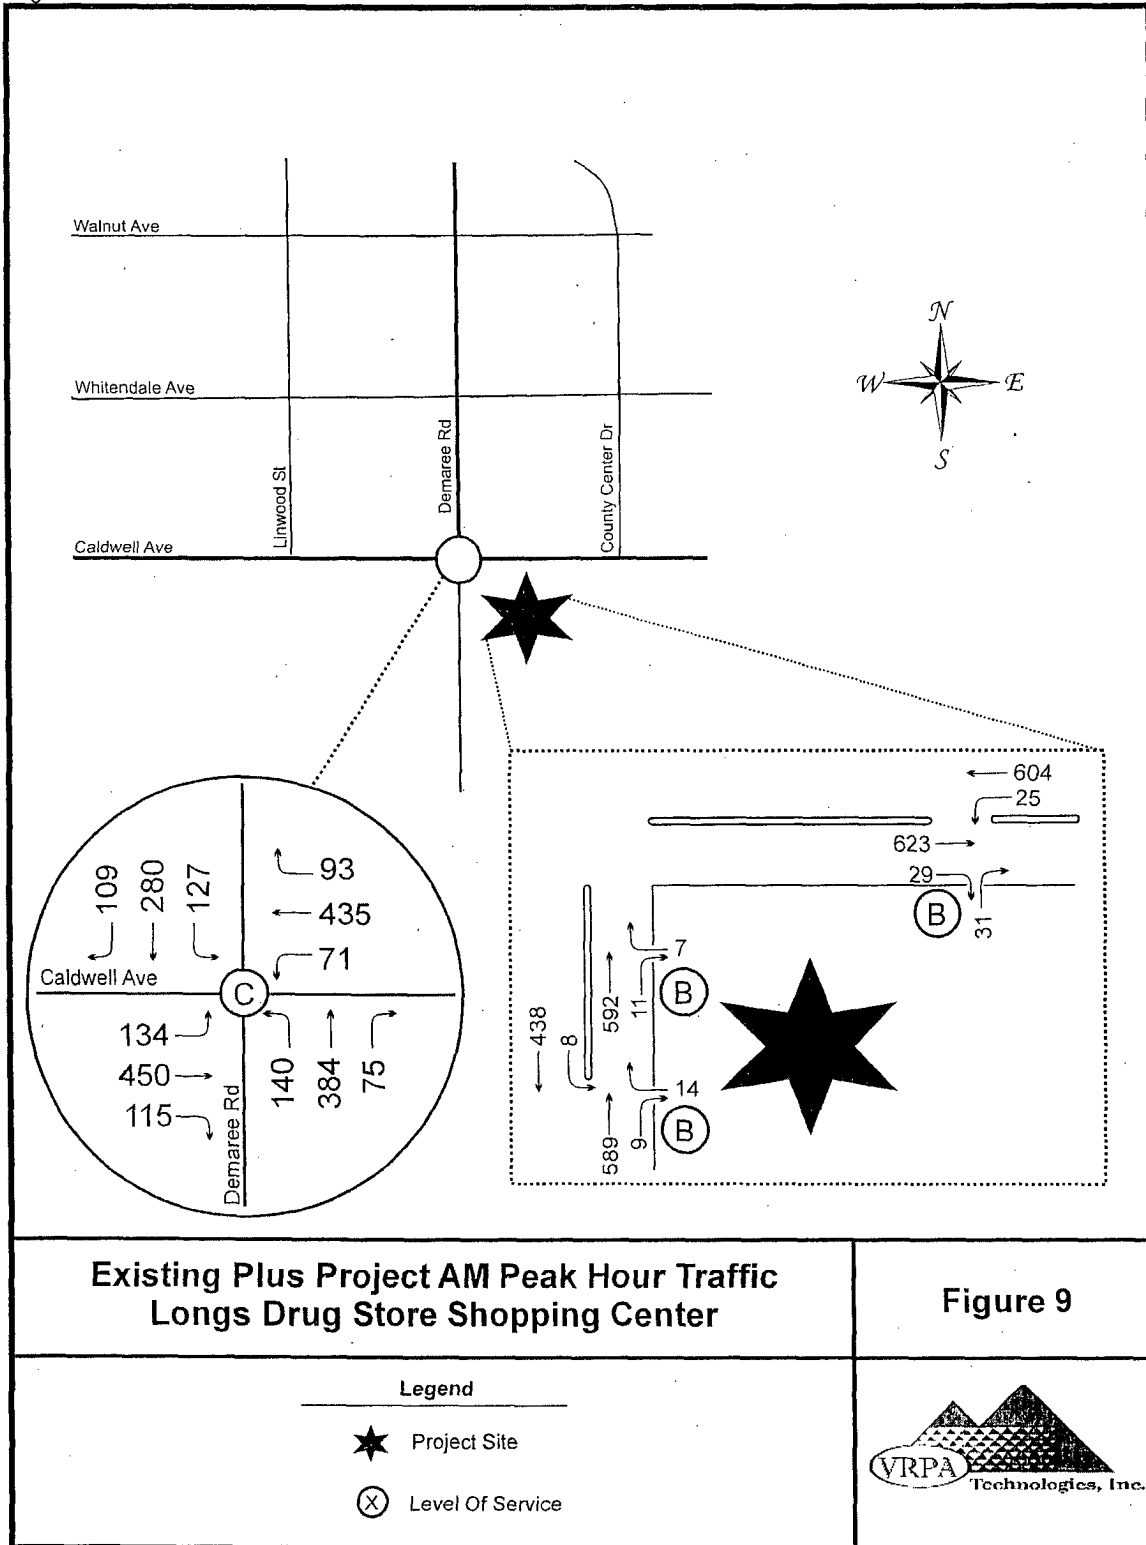 Walnut Ave
Whitendale Ave
Caldwell Ave
Linwood St
Demaree Rd
County Center Dr
N
W
E
S
109
280
127
93
435
71
Caldwell Ave
C
134
450
115
Demaree Rd
140
384
75
604
25
623
29
B
31
7
592
11
B
438
8
14
589
9
B
Existing Plus Project AM Peak Hour Traffic
Longs Drug Store Shopping Center
Figure 9
Legend
Project Site
X
Level Of Service
VRPA
Technologies, Inc.